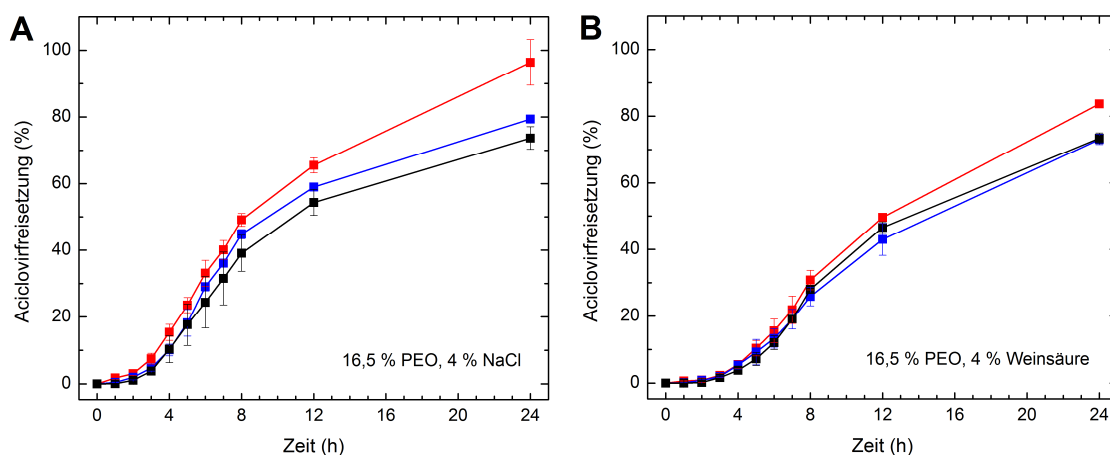 A
Aciclovirfreisetzung (%)
100
80
60
40
20
0
16,5 % PEO, 4 % NaCl
0 4 8 12 16 20 24
Zeit (h)
B
Aciclovirfreisetzung (%)
100
80
60
40
20
0
16,5 % PEO, 4 % Weinsäure
0 4 8 12 16 20 24
Zeit (h)